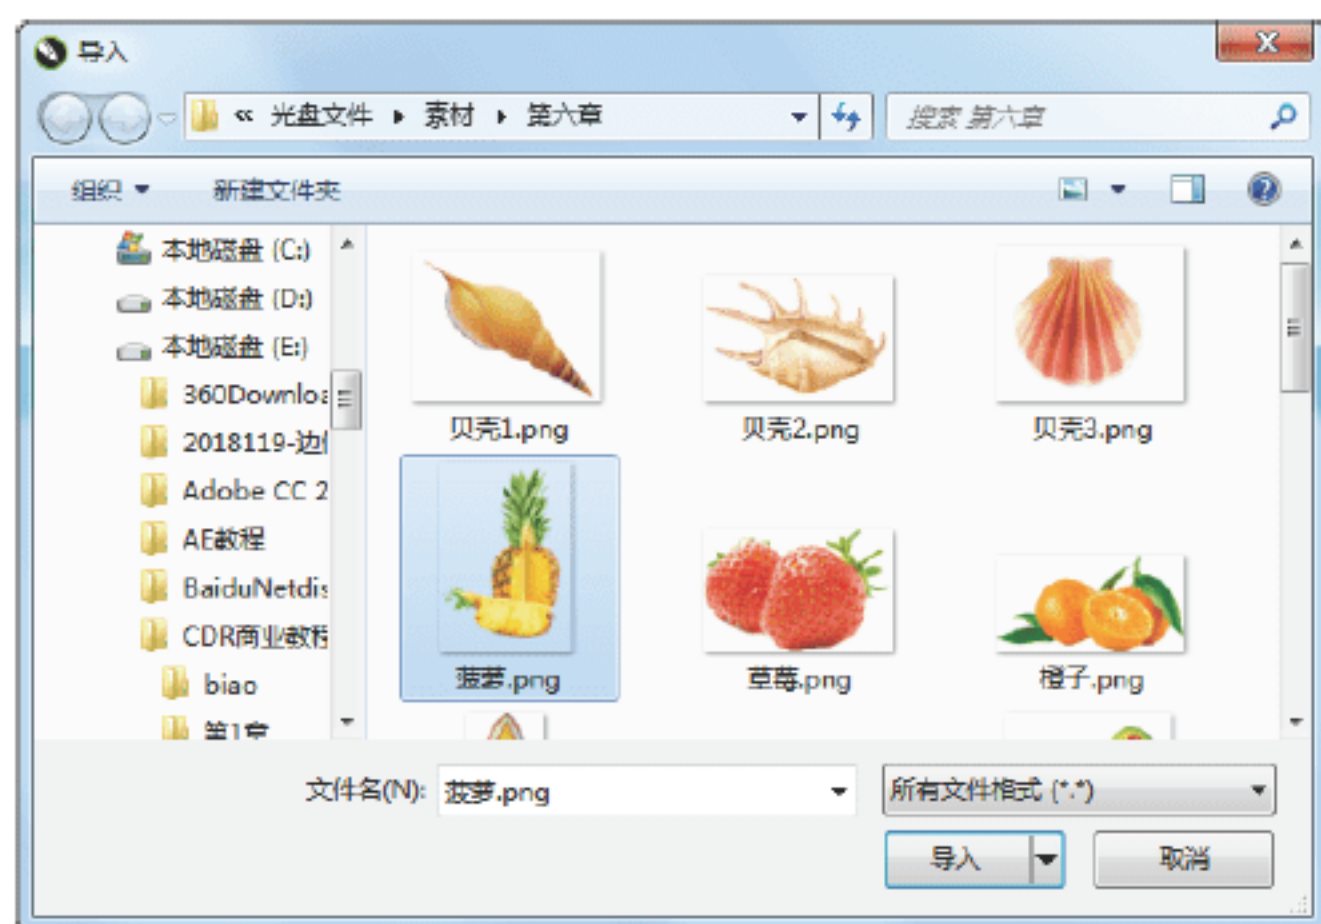 导入
« 光盘文件 ▸ 素材 ▸ 第六章
搜索 第六章
组织 新建文件夹
本地磁盘 (C:)
本地磁盘 (D:)
本地磁盘 (E:)
360Downloa
2018119-边
Adobe CC 2
AE教程
BaiduNetdis
CDR商业教程
biao
第1章
贝壳1.png
贝壳2.png
贝壳3.png
菠萝.png
草莓.png
橙子.png
文件名(N): 菠萝.png
所有文件格式 (*.*)
导入
取消